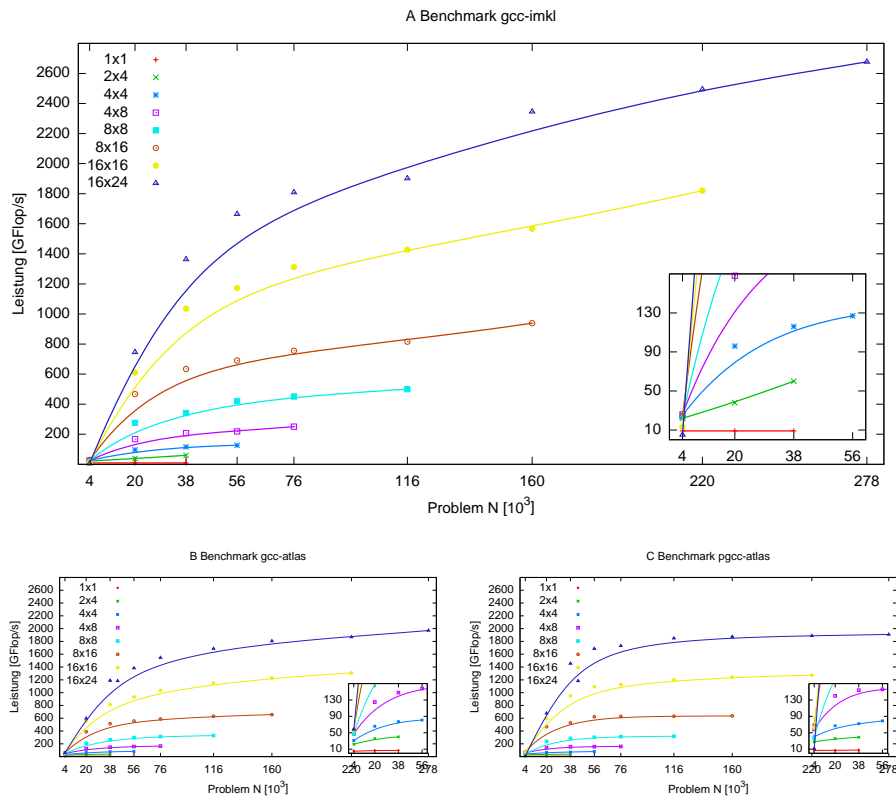 A Benchmark gcc-imkl
2600
2400
2200
2000
1800
1600
1400
1200
1000
800
600
400
200
Leistung [GFlop/s]
1x1
2x4
4x4
4x8
8x8
8x16
16x16
16x24
130
90
50
10
4 20 38 56
4 20 38 56 76 116 160 220 278
Problem N [10³]
B Benchmark gcc-atlas
2600
2400
2200
2000
1800
1600
1400
1200
1000
800
600
400
200
Leistung [GFlop/s]
1x1
2x4
4x4
4x8
8x8
8x16
16x16
16x24
130
90
50
10
4 20 38 56
4 20 38 56 76 116 160 220 278
Problem N [10³]
C Benchmark pgcc-atlas
2600
2400
2200
2000
1800
1600
1400
1200
1000
800
600
400
200
Leistung [GFlop/s]
1x1
2x4
4x4
4x8
8x8
8x16
16x16
16x24
130
90
50
10
4 20 38 56
4 20 38 56 76 116 160 220 278
Problem N [10³]